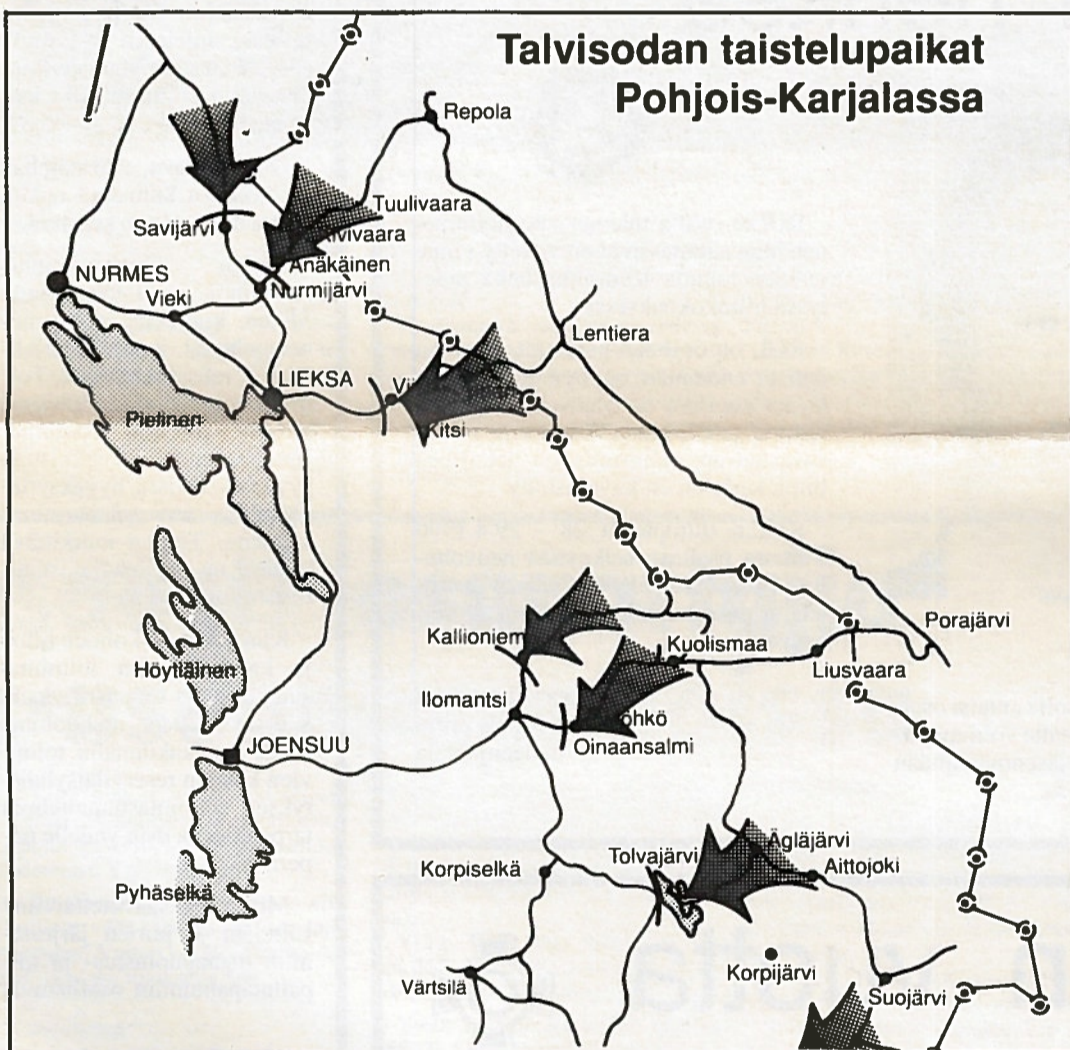 Talvisodan taistelupaikat
Pohjois-Karjalassa
Repola
Tuulivaara
Savijärvi
Änäkäinen
NURMES
Nurmijärvi
Vieki
Lentiera
LIEKSA
Pielinen
Kitsi
Porajärvi
Kallioniem
Kuolismaa
Höytiäinen
Liusvaara
Ilomantsi
Oinaansalmi
JOENSUU
Ägläjärvi
Tolvajärvi
Korpiselkä
Aittojoki
Pyhäselkä
Korpijärvi
Värtsilä
Suojärvi